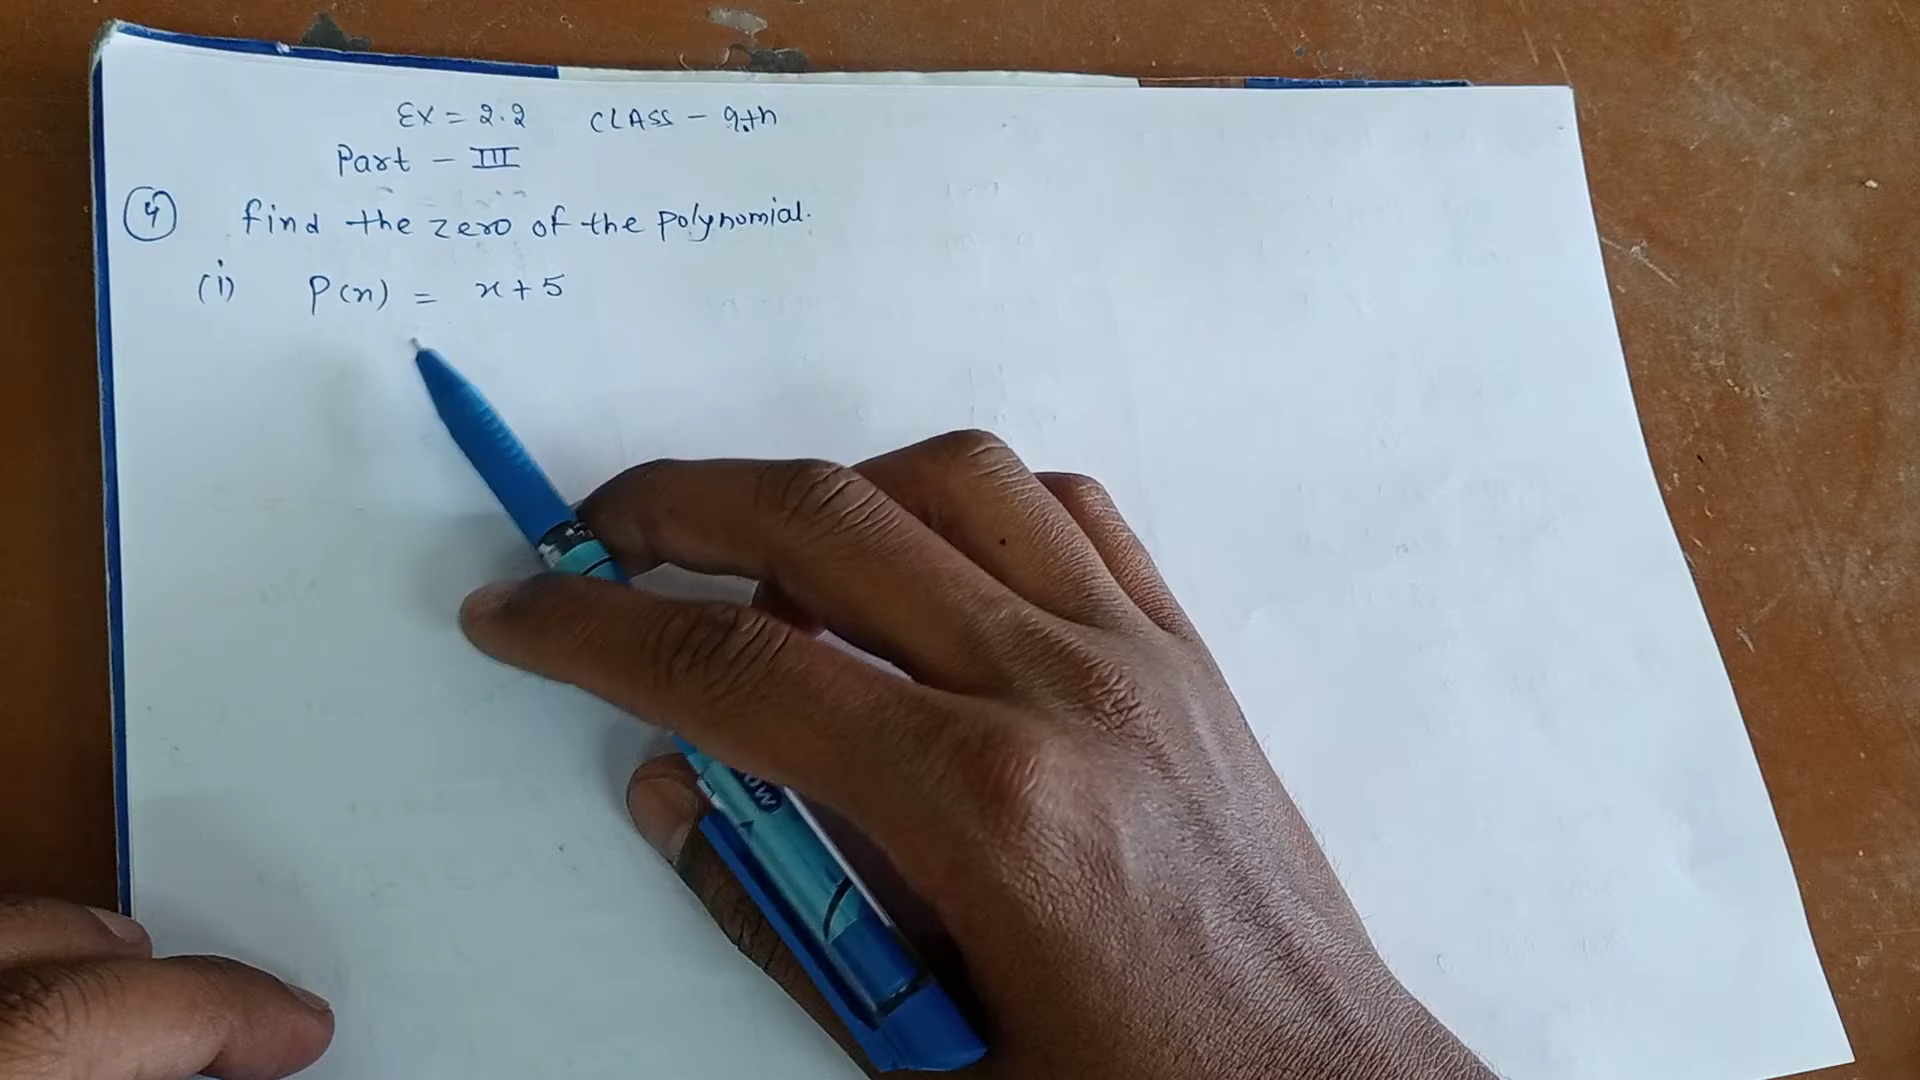 Ex = 2.2 CLASS - 9th
Part - III
4 find the zero of the polynomial.
(i) P(x) = x + 5